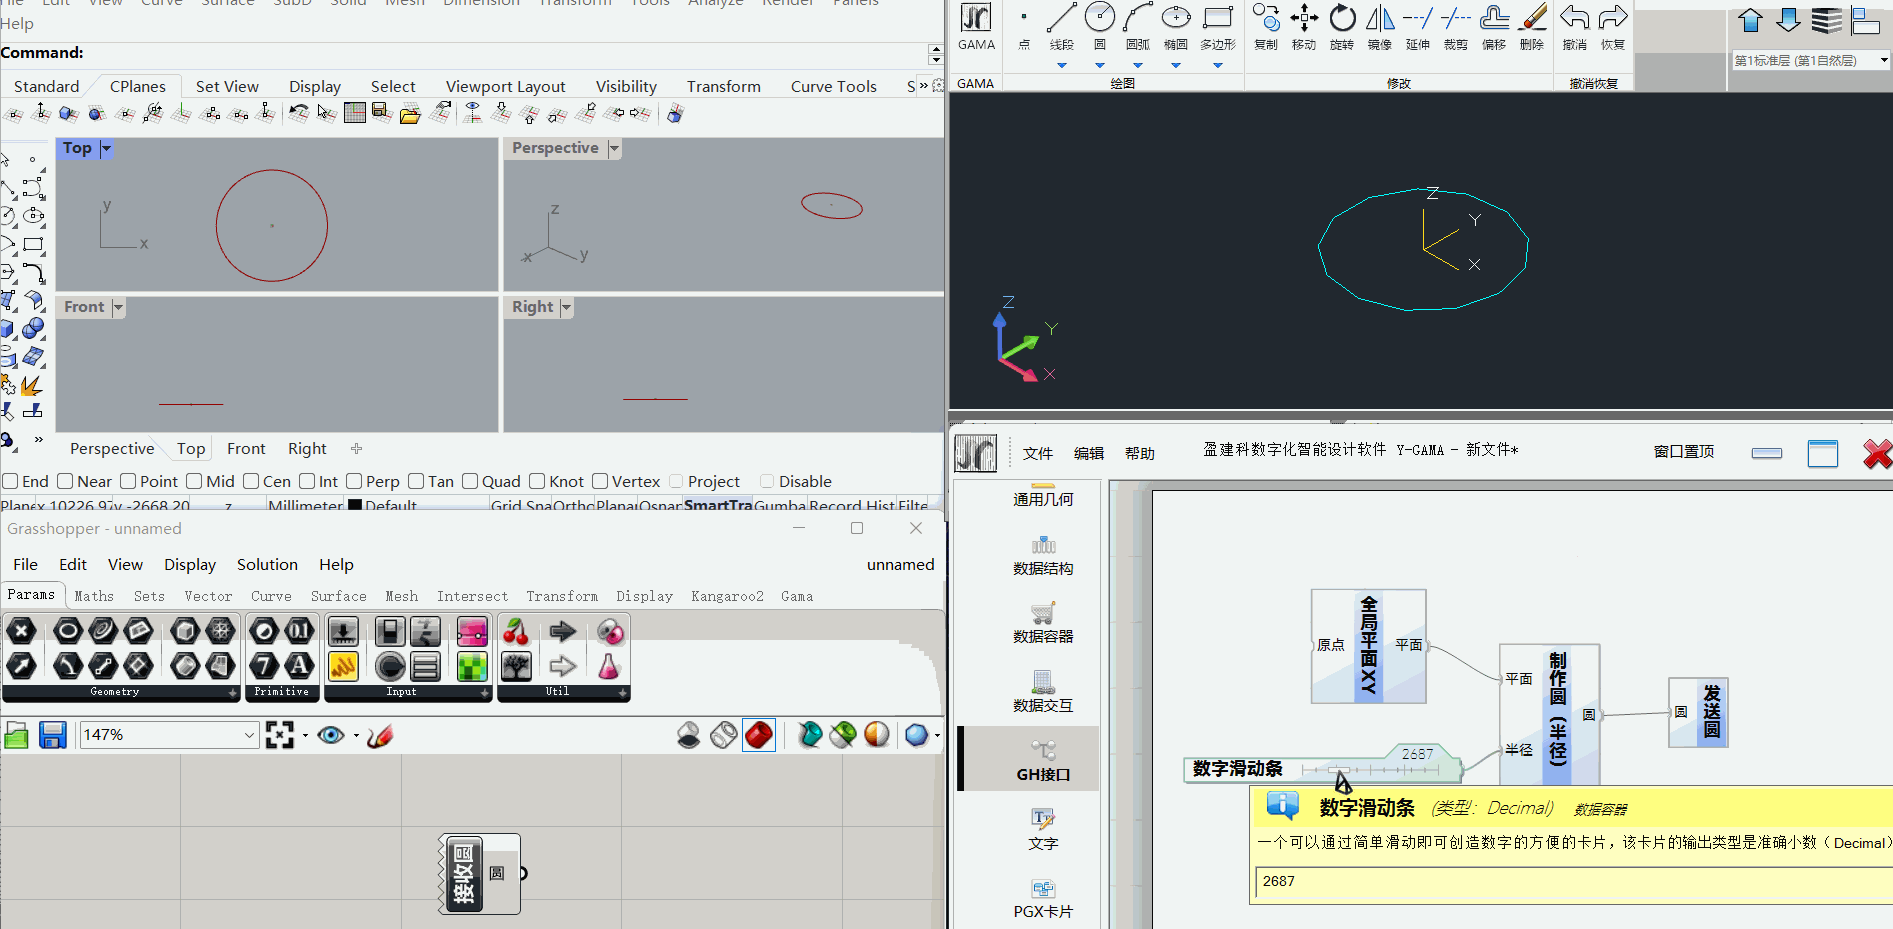 File Edit View Curve Surface SubD Solid Mesh Dimension Transform Tools Analyze Render Panels
Help
Command:
Standard CPlanes Set View Display Select Viewport Layout Visibility Transform Curve Tools S »
Top
y
x
Perspective
z
x
y
Front
Right
»
Perspective Top Front Right
End Near Point Mid Cen Int Perp Tan Quad Knot Vertex Project Disable
x 10226.97 y -2668.20 z Millimeter Default Grid Sna Ortho Planar Osnar SmartTra Gumba Record Hist Filte
Grasshopper - unnamed
File Edit View Display Solution Help unnamed
Params Maths Sets Vector Curve Surface Mesh Intersect Transform Display Kangaroo2 Gama
Geometry Primitive Input Util
147%
接收圆
圆
GAMA 点 线段 圆 圆弧 椭圆 多边形 复制 移动 旋转 镜像 延伸 裁剪 偏移 删除 撤消 恢复
GAMA 绘图 修改 撤消恢复
第1标准层 (第1自然层)
Z
Y
X
Z
Y
X
文件 编辑 帮助 盈建科数字化智能设计软件 Y-GAMA - 新文件* 窗口置顶
通用几何
数据结构
数据容器
数据交互
GH接口
文字
PGX卡片
原点 全局平面XY 平面
平面 制作圆（半径） 圆
半径
圆 发送圆
数字滑动条 2687
数字滑动条 (类型：Decimal) 数据容器
一个可以通过简单滑动即可创造数字的方便的卡片，该卡片的输出类型是准确小数（Decimal）
2687